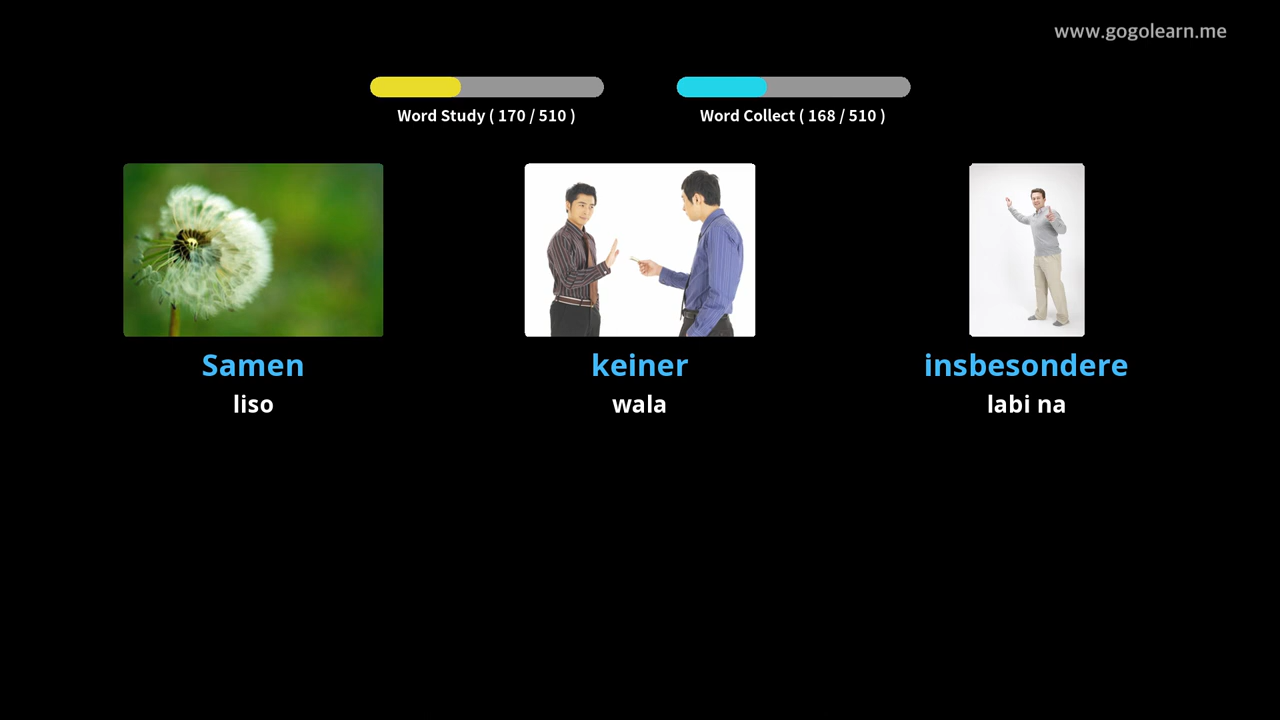 www.gogolearn.me
Word Study ( 170 / 510 )
Word Collect ( 168 / 510 )
Samen
liso
keiner
wala
insbesondere
labi na